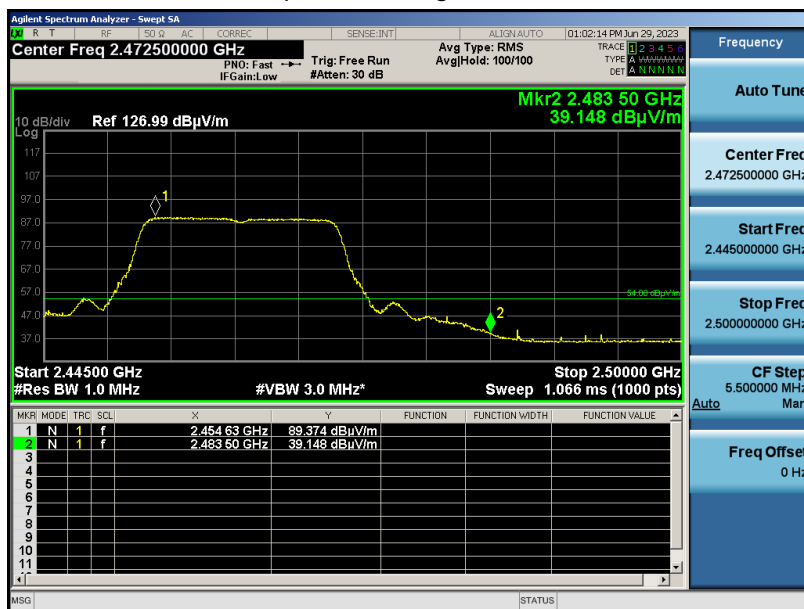 Agilent Spectrum Analyzer - Swept SA
LXI R T RF 50 Ω AC CORREC SENSE:INT ALIGN AUTO 01:02:14 PM Jun 29, 2023
Center Freq 2.472500000 GHz
PNO: Fast
IFGain:Low
Trig: Free Run
#Atten: 30 dB
Avg Type: RMS
Avg|Hold: 100/100
TRACE 1 2 3 4 5 6
TYPE A WWWWW
DET A N N N N N
Mkr2 2.483 50 GHz
39.148 dBµV/m
10 dB/div Ref 126.99 dBµV/m
Log
117
107
97.0
87.0
77.0
67.0
57.0
47.0
37.0
1
54.00 dBµV/m
2
Start 2.44500 GHz Stop 2.50000 GHz
#Res BW 1.0 MHz #VBW 3.0 MHz* Sweep 1.066 ms (1000 pts)
MKR MODE TRC SCL X Y FUNCTION FUNCTION WIDTH FUNCTION VALUE
1 N 1 f 2.454 63 GHz 89.374 dBµV/m
2 N 1 f 2.483 50 GHz 39.148 dBµV/m
3
4
5
6
7
8
9
10
11
MSG STATUS
Frequency
Auto Tune
Center Freq
2.472500000 GHz
Start Freq
2.445000000 GHz
Stop Freq
2.500000000 GHz
CF Step
5.500000 MHz
Auto Man
Freq Offset
0 Hz